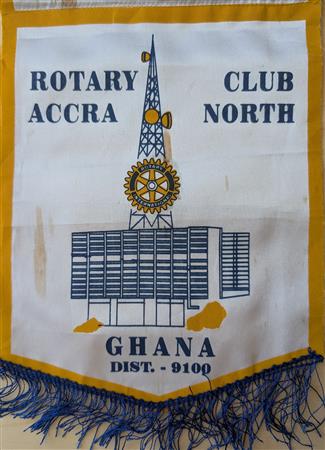 ROTARY CLUB
ACCRA NORTH
GHANA
DIST. - 9100